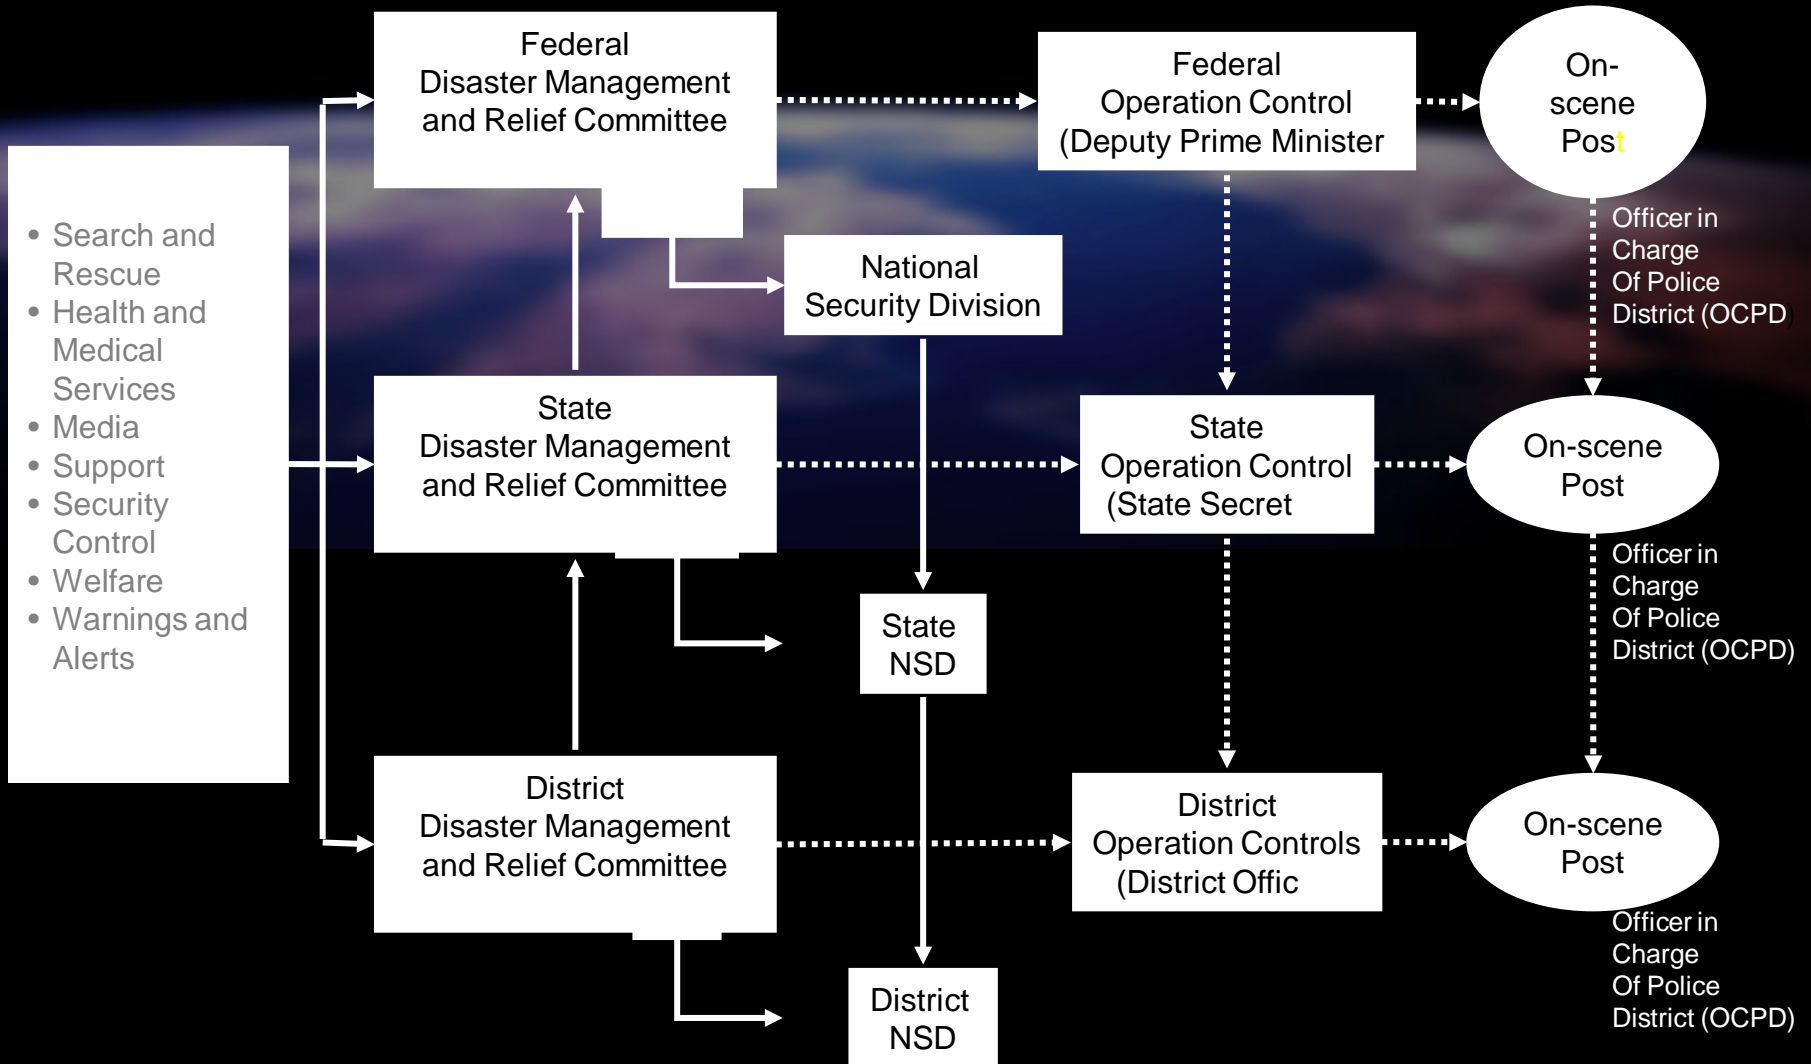 Federal
Disaster Management
and Relief Committee
Federal
Operation Control
(Deputy Prime Minister
On-
scene
Post
• Search and
Rescue
• Health and
Medical
Services
• Media
• Support
• Security
Control
• Welfare
• Warnings and
Alerts
National
Security Division
Officer in
Charge
Of Police
District (OCPD)
State
Disaster Management
and Relief Committee
State
Operation Control
(State Secret
On-scene
Post
Officer in
Charge
Of Police
District (OCPD)
State
NSD
District
Disaster Management
and Relief Committee
District
Operation Controls
(District Offic
On-scene
Post
Officer in
Charge
Of Police
District (OCPD)
District
NSD